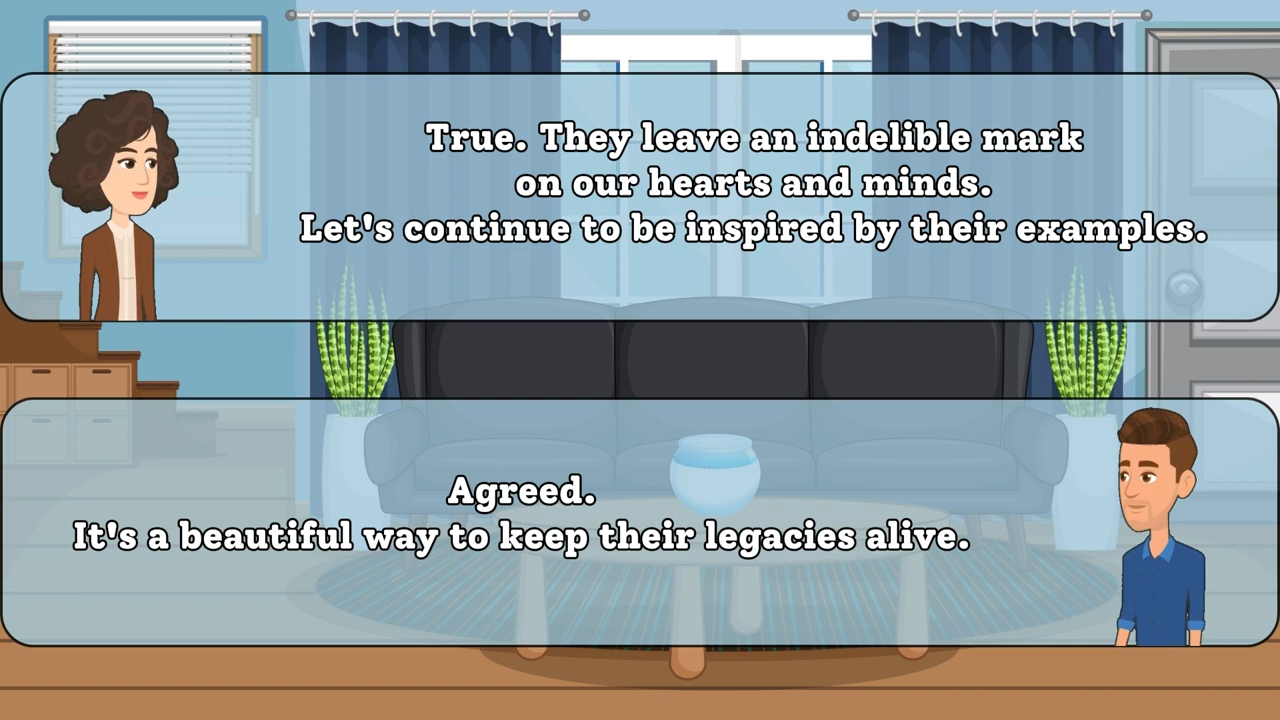 True. They leave an indelible mark
on our hearts and minds.
Let's continue to be inspired by their examples.
Agreed.
It's a beautiful way to keep their legacies alive.